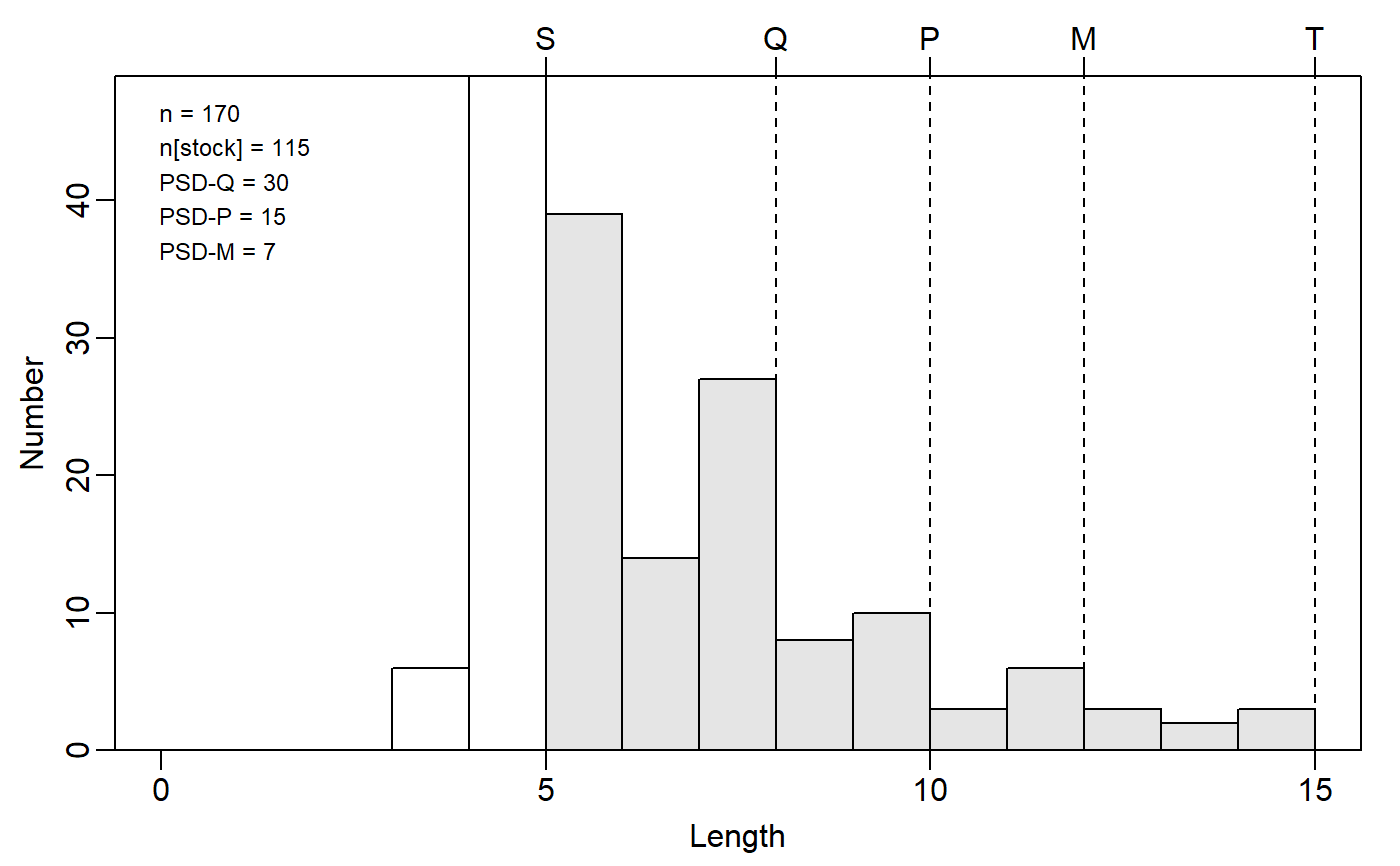 S Q P M T
n = 170
n[stock] = 115
PSD-Q = 30
PSD-P = 15
PSD-M = 7
40
30
20
10
0
Number
0 5 10 15
Length